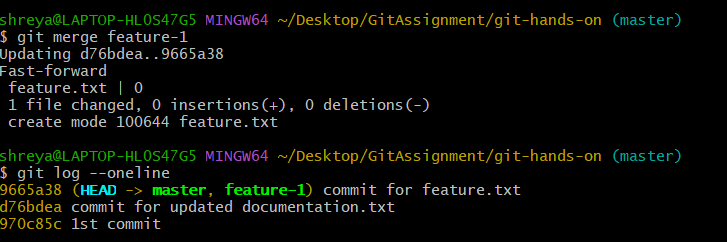 shreya@LAPTOP-HL0S47G5 MINGW64 ~/Desktop/GitAssignment/git-hands-on (master)
$ git merge feature-1
Updating d76bdea..9665a38
Fast-forward
 feature.txt | 0
 1 file changed, 0 insertions(+), 0 deletions(-)
 create mode 100644 feature.txt

shreya@LAPTOP-HL0S47G5 MINGW64 ~/Desktop/GitAssignment/git-hands-on (master)
$ git log --oneline
9665a38 (HEAD -> master, feature-1) commit for feature.txt
d76bdea commit for updated documentation.txt
970c85c 1st commit